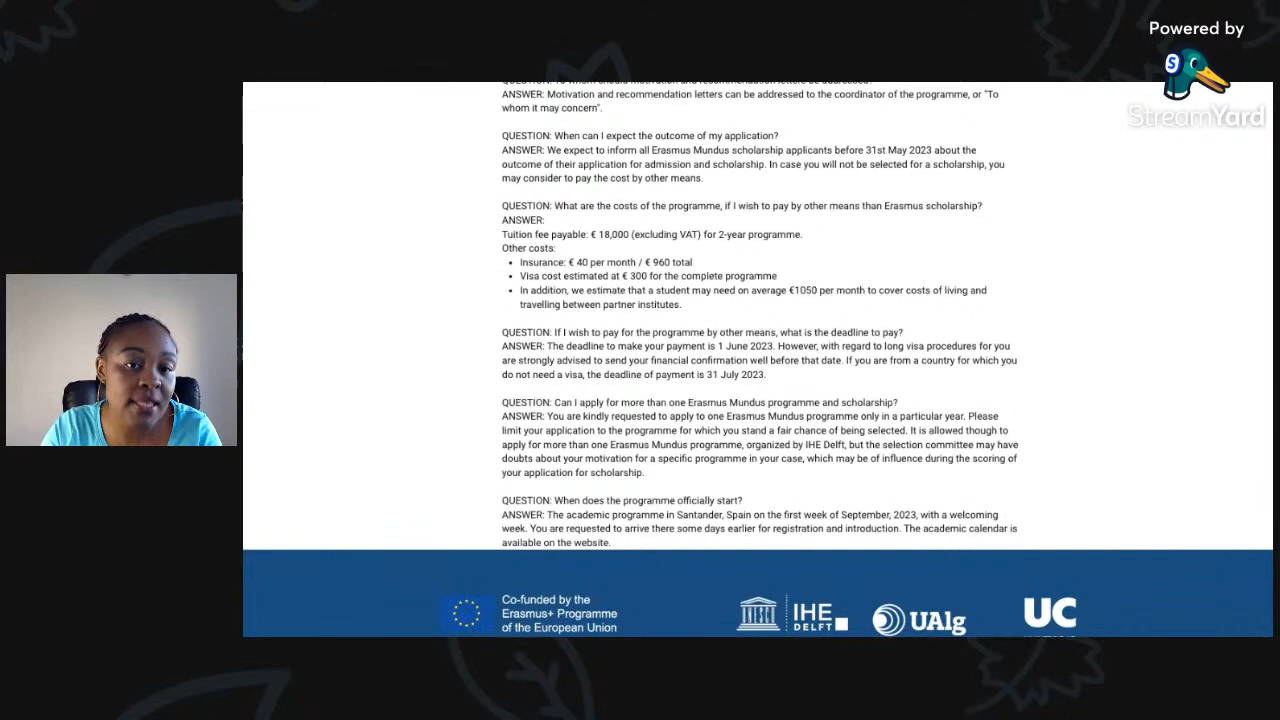 Powered by
StreamYard
QUESTION: To whom should motivation and recommendation letters be addressed?
ANSWER: Motivation and recommendation letters can be addressed to the coordinator of the programme, or "To
whom it may concern".
QUESTION: When can I expect the outcome of my application?
ANSWER: We expect to inform all Erasmus Mundus scholarship applicants before 31st May 2023 about the
outcome of their application for admission and scholarship. In case you will not be selected for a scholarship, you
may consider to pay the cost by other means.
QUESTION: What are the costs of the programme, if I wish to pay by other means than Erasmus scholarship?
ANSWER:
Tuition fee payable: € 18,000 (excluding VAT) for 2-year programme.
Other costs:
• Insurance: € 40 per month / € 960 total
• Visa cost estimated at € 300 for the complete programme
• In addition, we estimate that a student may need on average €1050 per month to cover costs of living and
travelling between partner institutes.
QUESTION: If I wish to pay for the programme by other means, what is the deadline to pay?
ANSWER: The deadline to make your payment is 1 June 2023. However, with regard to long visa procedures for you
are strongly advised to send your financial confirmation well before that date. If you are from a country for which you
do not need a visa, the deadline of payment is 31 July 2023.
QUESTION: Can I apply for more than one Erasmus Mundus programme and scholarship?
ANSWER: You are kindly requested to apply to one Erasmus Mundus programme only in a particular year. Please
limit your application to the programme for which you stand a fair chance of being selected. It is allowed though to
apply for more than one Erasmus Mundus programme, organized by IHE Delft, but the selection committee may have
doubts about your motivation for a specific programme in your case, which may be of influence during the scoring of
your application for scholarship.
QUESTION: When does the programme officially start?
ANSWER: The academic programme in Santander, Spain on the first week of September, 2023, with a welcoming
week. You are requested to arrive there some days earlier for registration and introduction. The academic calendar is
available on the website.
Co-funded by the
Erasmus+ Programme
of the European Union
UNESCO
IHE
DELFT
UAlg
UC